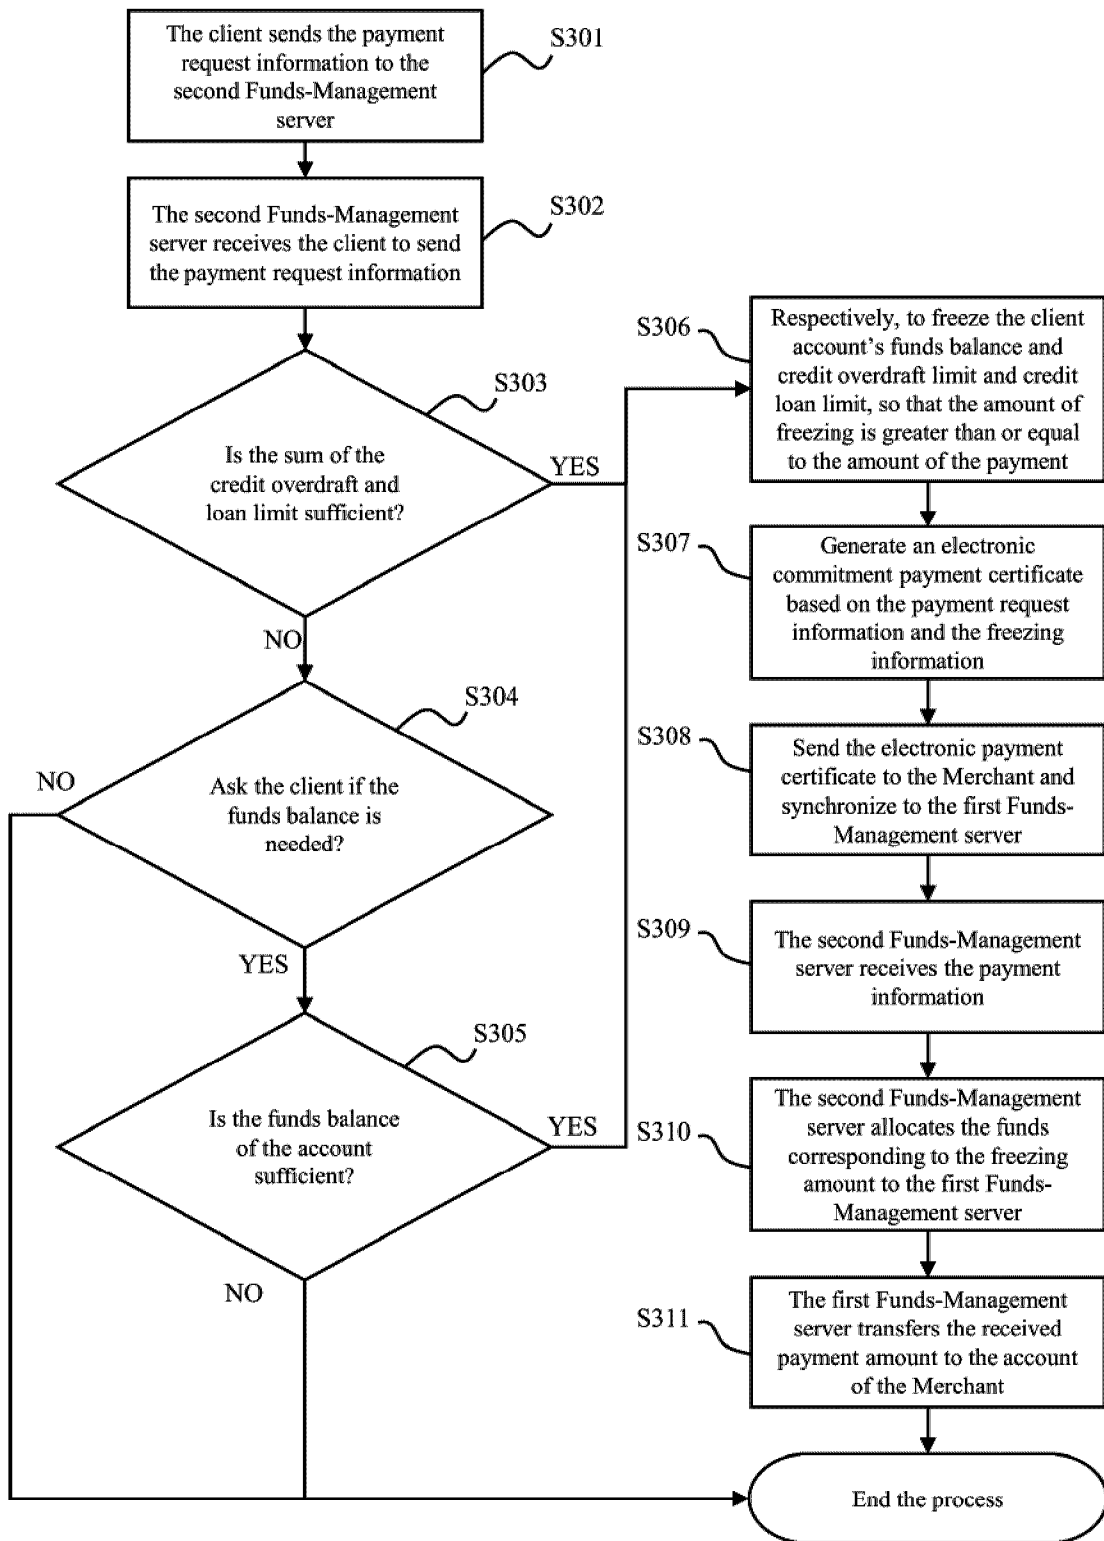 The client sends the payment
request information to the
second Funds-Management
server
S301
The second Funds-Management
server receives the client to send
the payment request information
S302
Is the sum of the
credit overdraft and
loan limit sufficient?
S303
YES
NO
Ask the client if the
funds balance is
needed?
S304
NO
YES
Is the funds balance
of the account
sufficient?
S305
YES
NO
S306
Respectively, to freeze the client
account's funds balance and
credit overdraft limit and credit
loan limit, so that the amount of
freezing is greater than or equal
to the amount of the payment
S307
Generate an electronic
commitment payment certificate
based on the payment request
information and the freezing
information
S308
Send the electronic payment
certificate to the Merchant and
synchronize to the first Funds-
Management server
S309
The second Funds-Management
server receives the payment
information
S310
The second Funds-Management
server allocates the funds
corresponding to the freezing
amount to the first Funds-
Management server
S311
The first Funds-Management
server transfers the received
payment amount to the account
of the Merchant
End the process